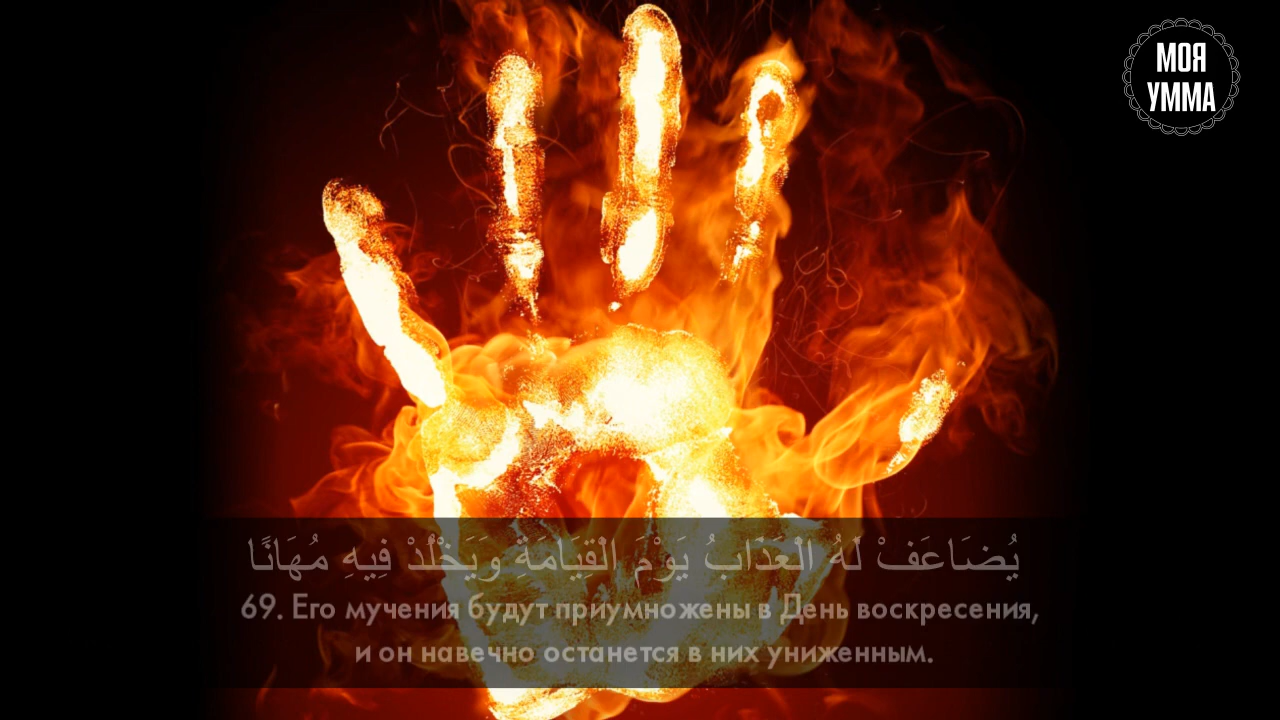 МОЯ
УММА
يُضَاعَفْ لَهُ الْعَذَابُ يَوْمَ الْقِيَامَةِ وَيَخْلُدْ فِيهِ مُهَانًا
69. Его мучения будут приумножены в День воскресения,
и он навечно останется в них униженным.